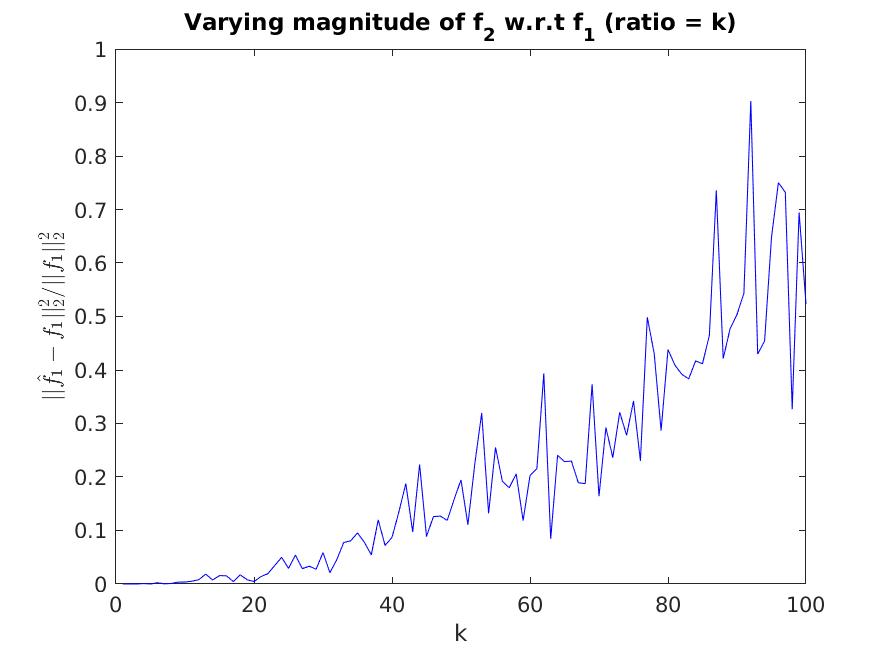 Varying magnitude of f₂ w.r.t f₁ (ratio = k)
||f̂₁ − f₁||₂²/||f₁||₂²
1
0.9
0.8
0.7
0.6
0.5
0.4
0.3
0.2
0.1
0
0 20 40 60 80 100
k